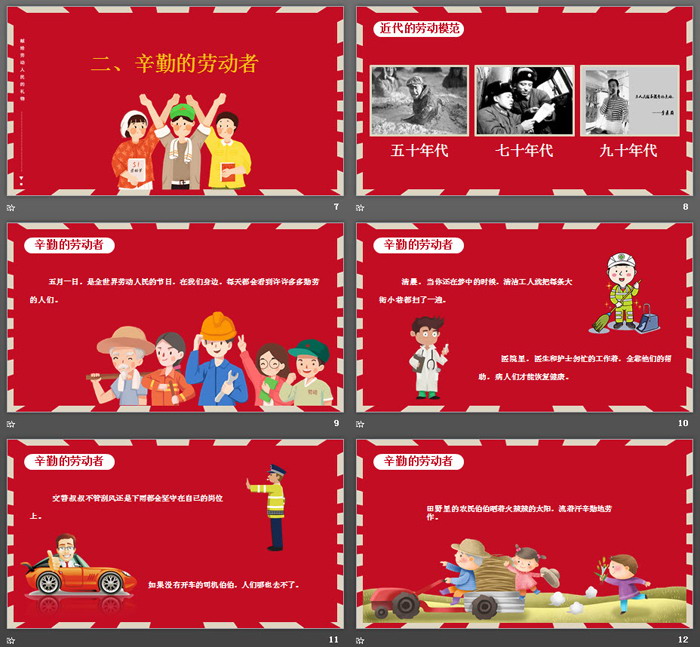 献给劳动人民的礼物
二、辛勤的劳动者
7
近代的劳动模范
五十年代
七十年代
九十年代
8
辛勤的劳动者
五月一日，是全世界劳动人民的节日，在我们身边，每天都会看到许许多多勤劳
的人们。
9
辛勤的劳动者
清晨，当你还在梦中的时候，清洁工人就把每条大
街小巷都扫了一遍。
医院里，医生和护士匆忙的工作着，全靠他们的帮
助，病人们才能恢复健康。
10
辛勤的劳动者
交警叔叔不管刮风还是下雨都会坚守在自己的岗位
上。
如果没有开车的司机伯伯，人们哪也去不了。
11
辛勤的劳动者
田野里的农民伯伯晒着火辣辣的太阳，流着汗辛勤地劳
作。
12